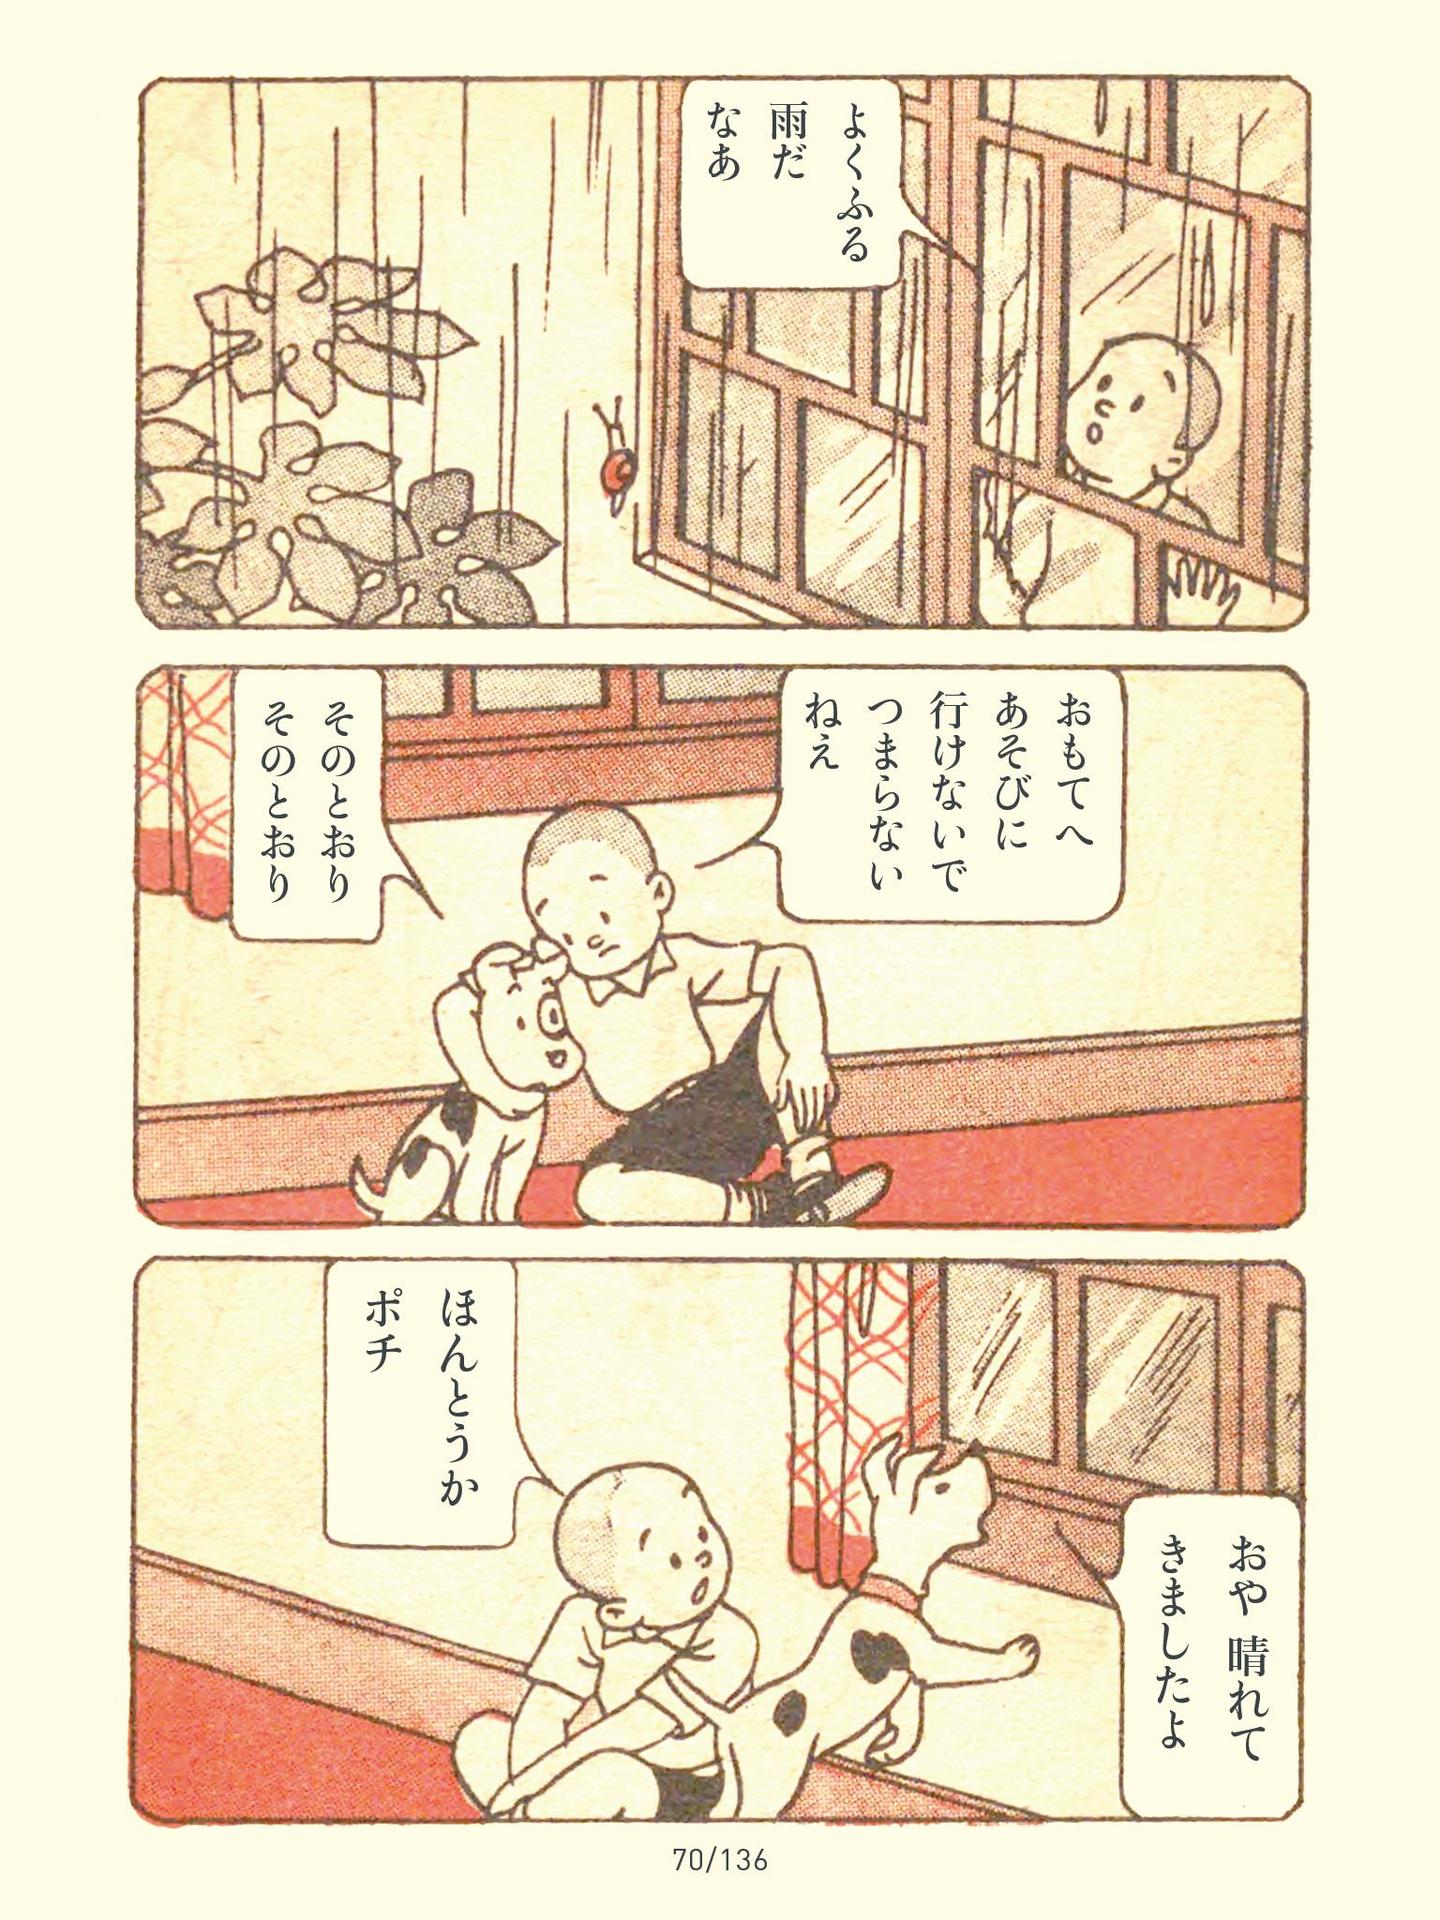 よくふる
雨だ
なあ
おもてへ
あそびに
行けないで
つまらない
ねえ
そのとおり
そのとおり
おや 晴れて
きましたよ
ほんとうか
ポチ
70/136